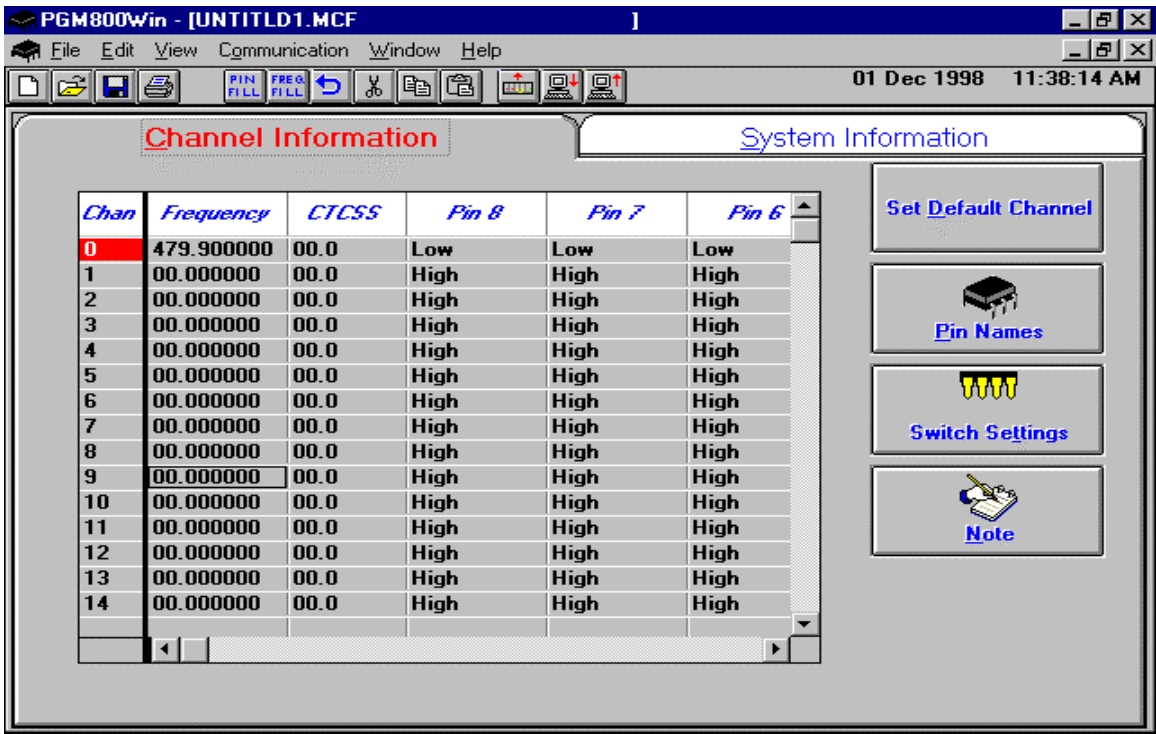 PGM800Win - [UNTITLD1.MCF ]
File Edit View Communication Window Help
PIN FILL FREQ FILL 01 Dec 1998 11:38:14 AM
Channel Information System Information
Chan Frequency CTCSS Pin 8 Pin 7 Pin 6
0 479.900000 00.0 Low Low Low
1 00.000000 00.0 High High High
2 00.000000 00.0 High High High
3 00.000000 00.0 High High High
4 00.000000 00.0 High High High
5 00.000000 00.0 High High High
6 00.000000 00.0 High High High
7 00.000000 00.0 High High High
8 00.000000 00.0 High High High
9 00.000000 00.0 High High High
10 00.000000 00.0 High High High
11 00.000000 00.0 High High High
12 00.000000 00.0 High High High
13 00.000000 00.0 High High High
14 00.000000 00.0 High High High
Set Default Channel
Pin Names
Switch Settings
Note